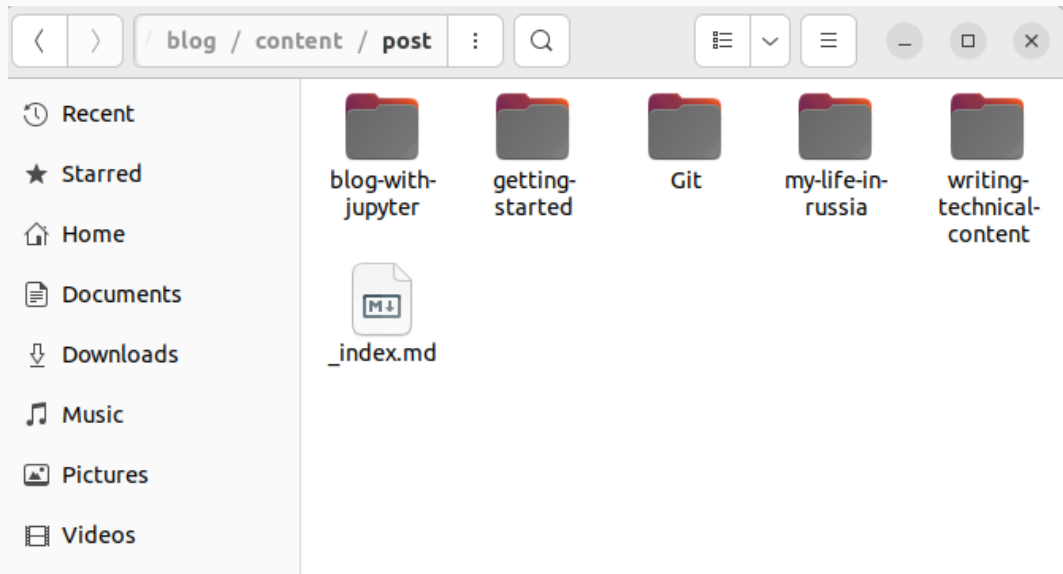 / blog / content / post
Recent
Starred
Home
Documents
Downloads
Music
Pictures
Videos
blog-with-
jupyter
getting-
started
Git
my-life-in-
russia
writing-
technical-
content
M
_index.md